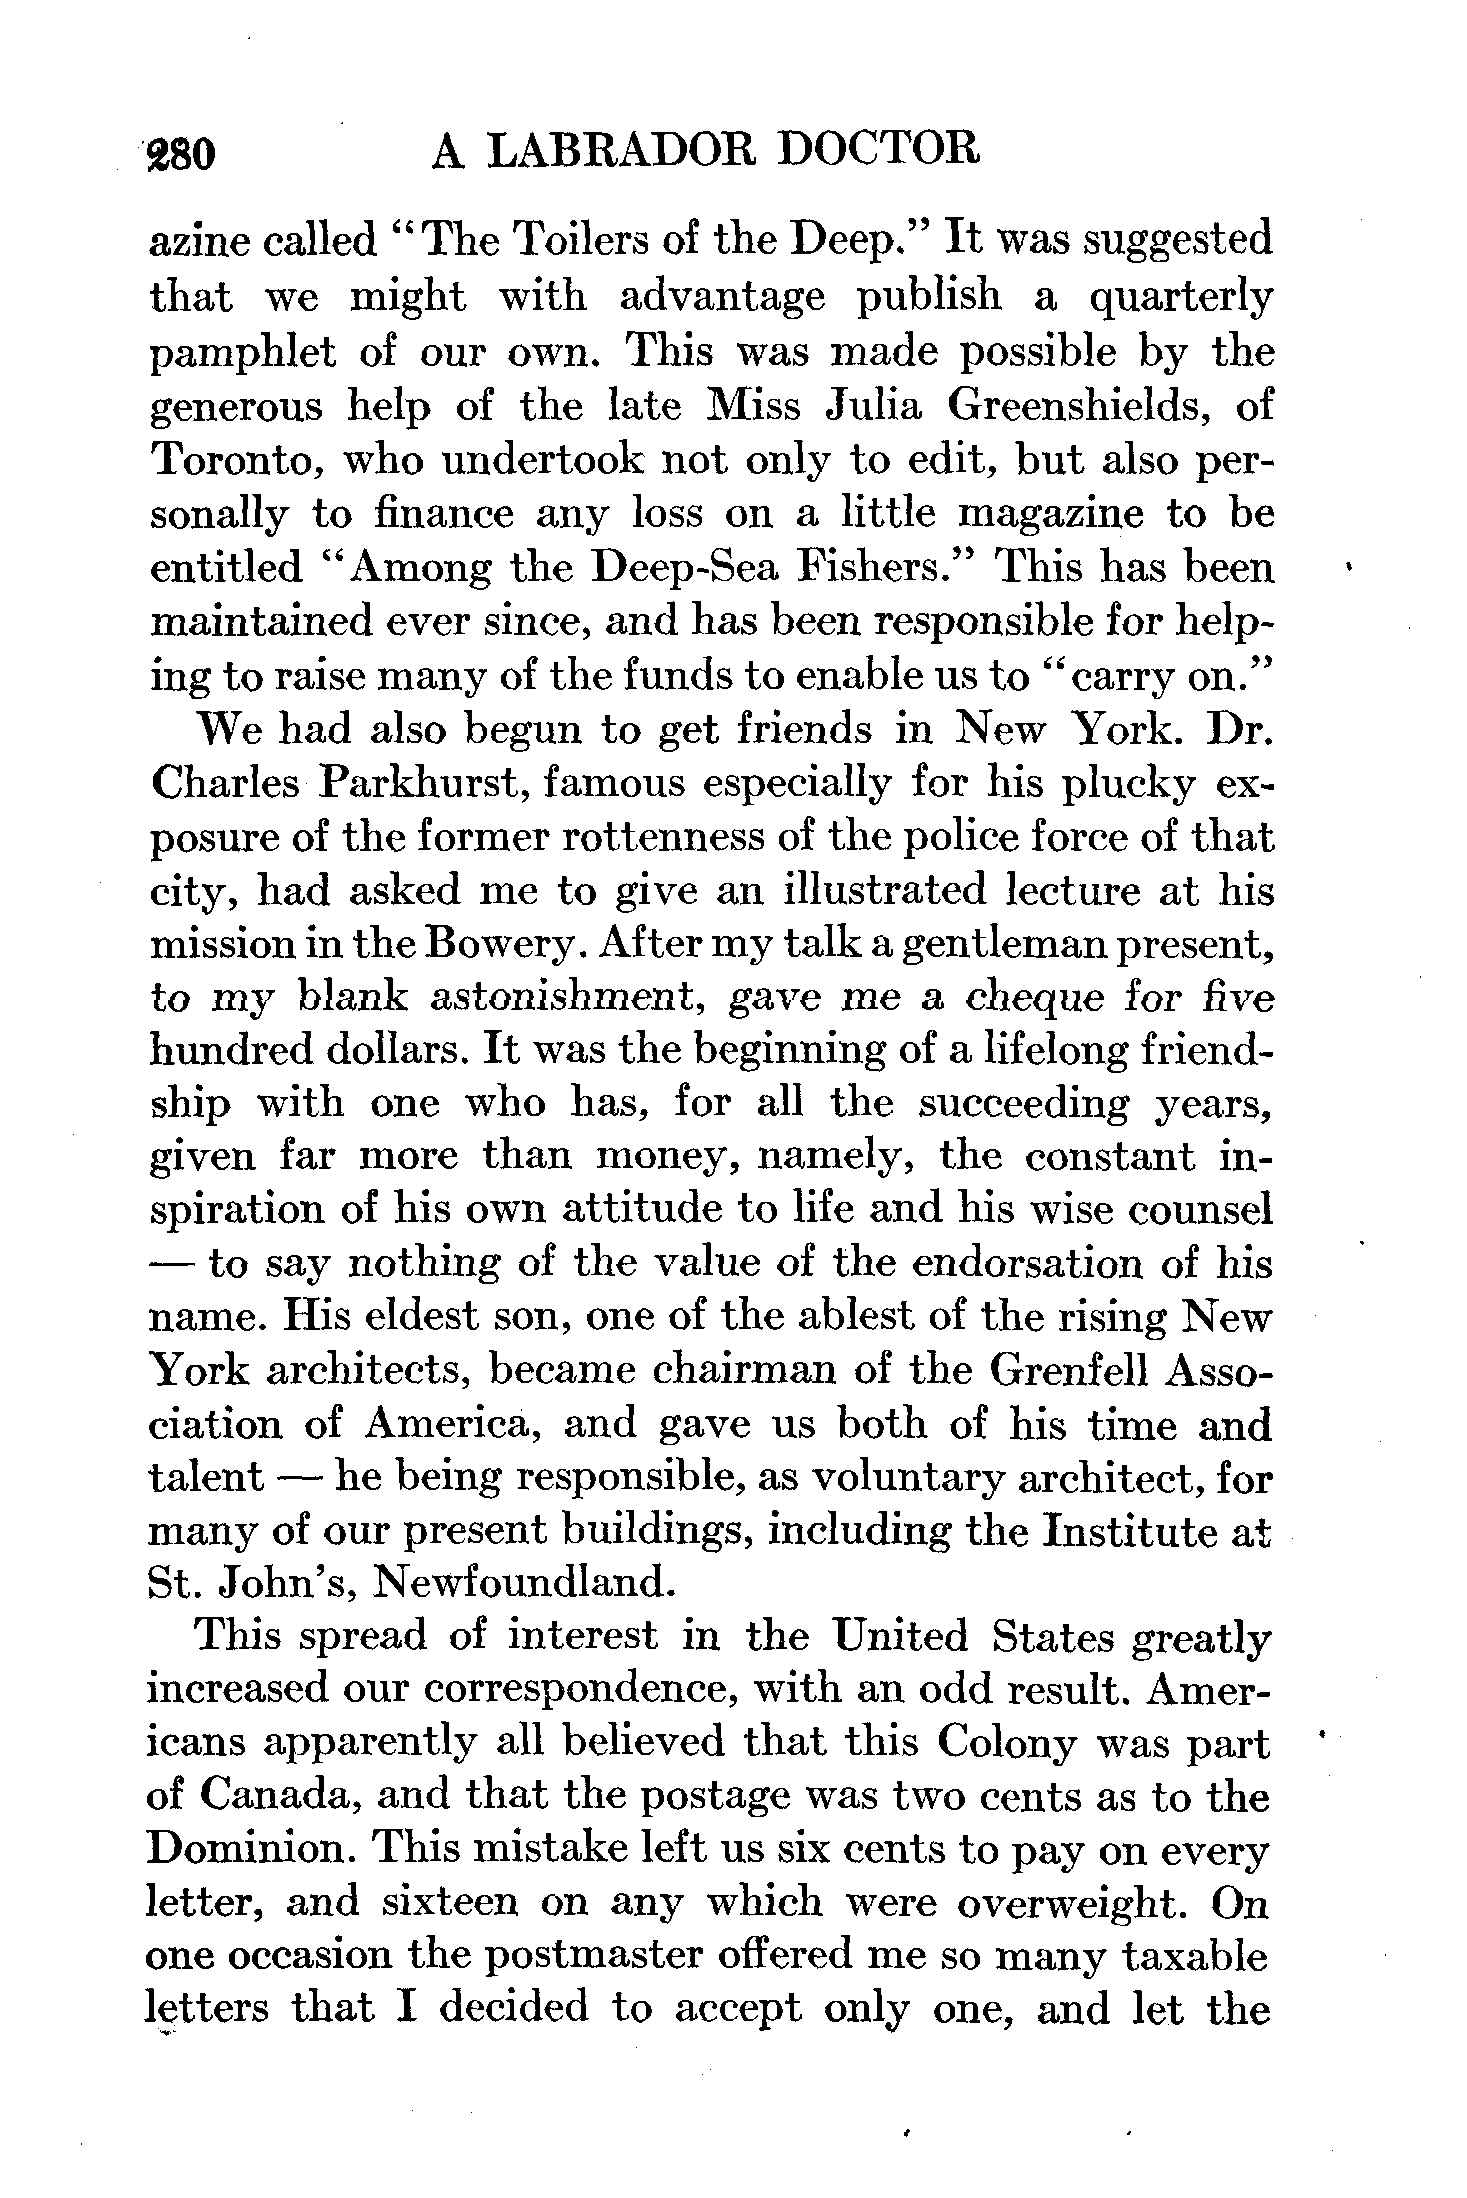 280 A LABRADOR DOCTOR
azine called “The Toilers of the Deep.” It was suggested
that we might with advantage publish a quarterly
pamphlet of our own. This was made possible by the
generous help of the late Miss Julia Greenshields, of
Toronto, who undertook not only to edit, but also per-
sonally to finance any loss on a little magazine to be
entitled “Among the Deep-Sea Fishers.” This has been
maintained ever since, and has been responsible for help-
ing to raise many of the funds to enable us to “carry on.”
We had also begun to get friends in New York. Dr.
Charles Parkhurst, famous especially for his plucky ex-
posure of the former rottenness of the police force of that
city, had asked me to give an illustrated lecture at his
mission in the Bowery. After my talk a gentleman present,
to my blank astonishment, gave me a cheque for five
hundred dollars. It was the beginning of a lifelong friend-
ship with one who has, for all the succeeding years,
given far more than money, namely, the constant in-
spiration of his own attitude to life and his wise counsel
— to say nothing of the value of the endorsation of his
name. His eldest son, one of the ablest of the rising New
York architects, became chairman of the Grenfell Asso-
ciation of America, and gave us both of his time and
talent — he being responsible, as voluntary architect, for
many of our present buildings, including the Institute at
St. John’s, Newfoundland.
This spread of interest in the United States greatly
increased our correspondence, with an odd result. Amer-
icans apparently all believed that this Colony was part
of Canada, and that the postage was two cents as to the
Dominion. This mistake left us six cents to pay on every
letter, and sixteen on any which were overweight. On
one occasion the postmaster offered me so many taxable
letters that I decided to accept only one, and let the